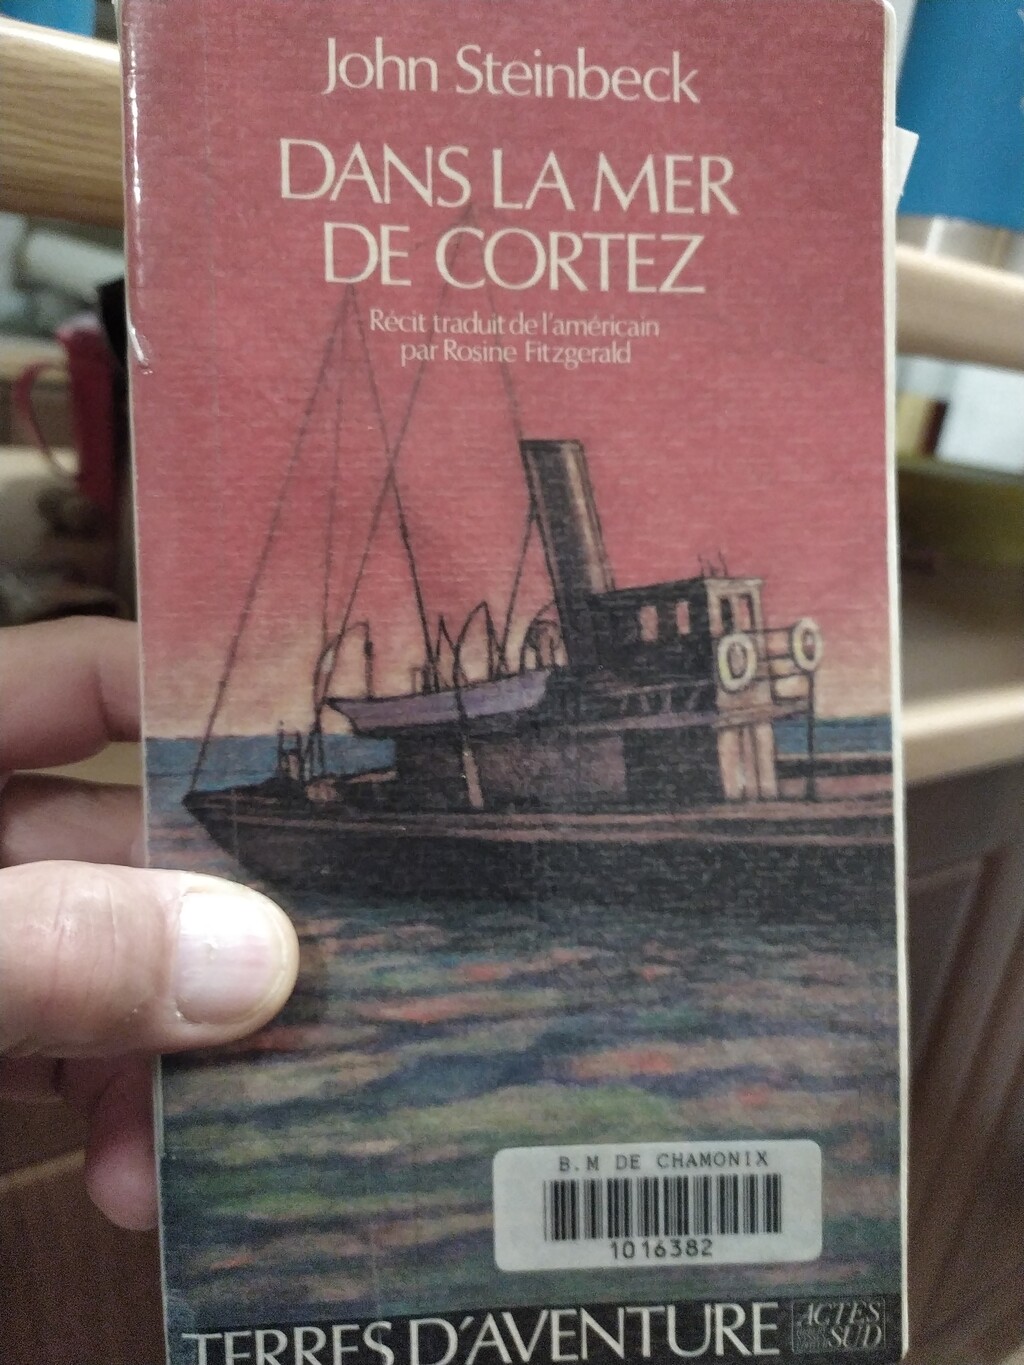 John Steinbeck
DANS LA MER
DE CORTEZ
Récit traduit de l'américain
par Rosine Fitzgerald
B.M DE CHAMONIX
1016382
TERRES D'AVENTURE
ACTES
SUD